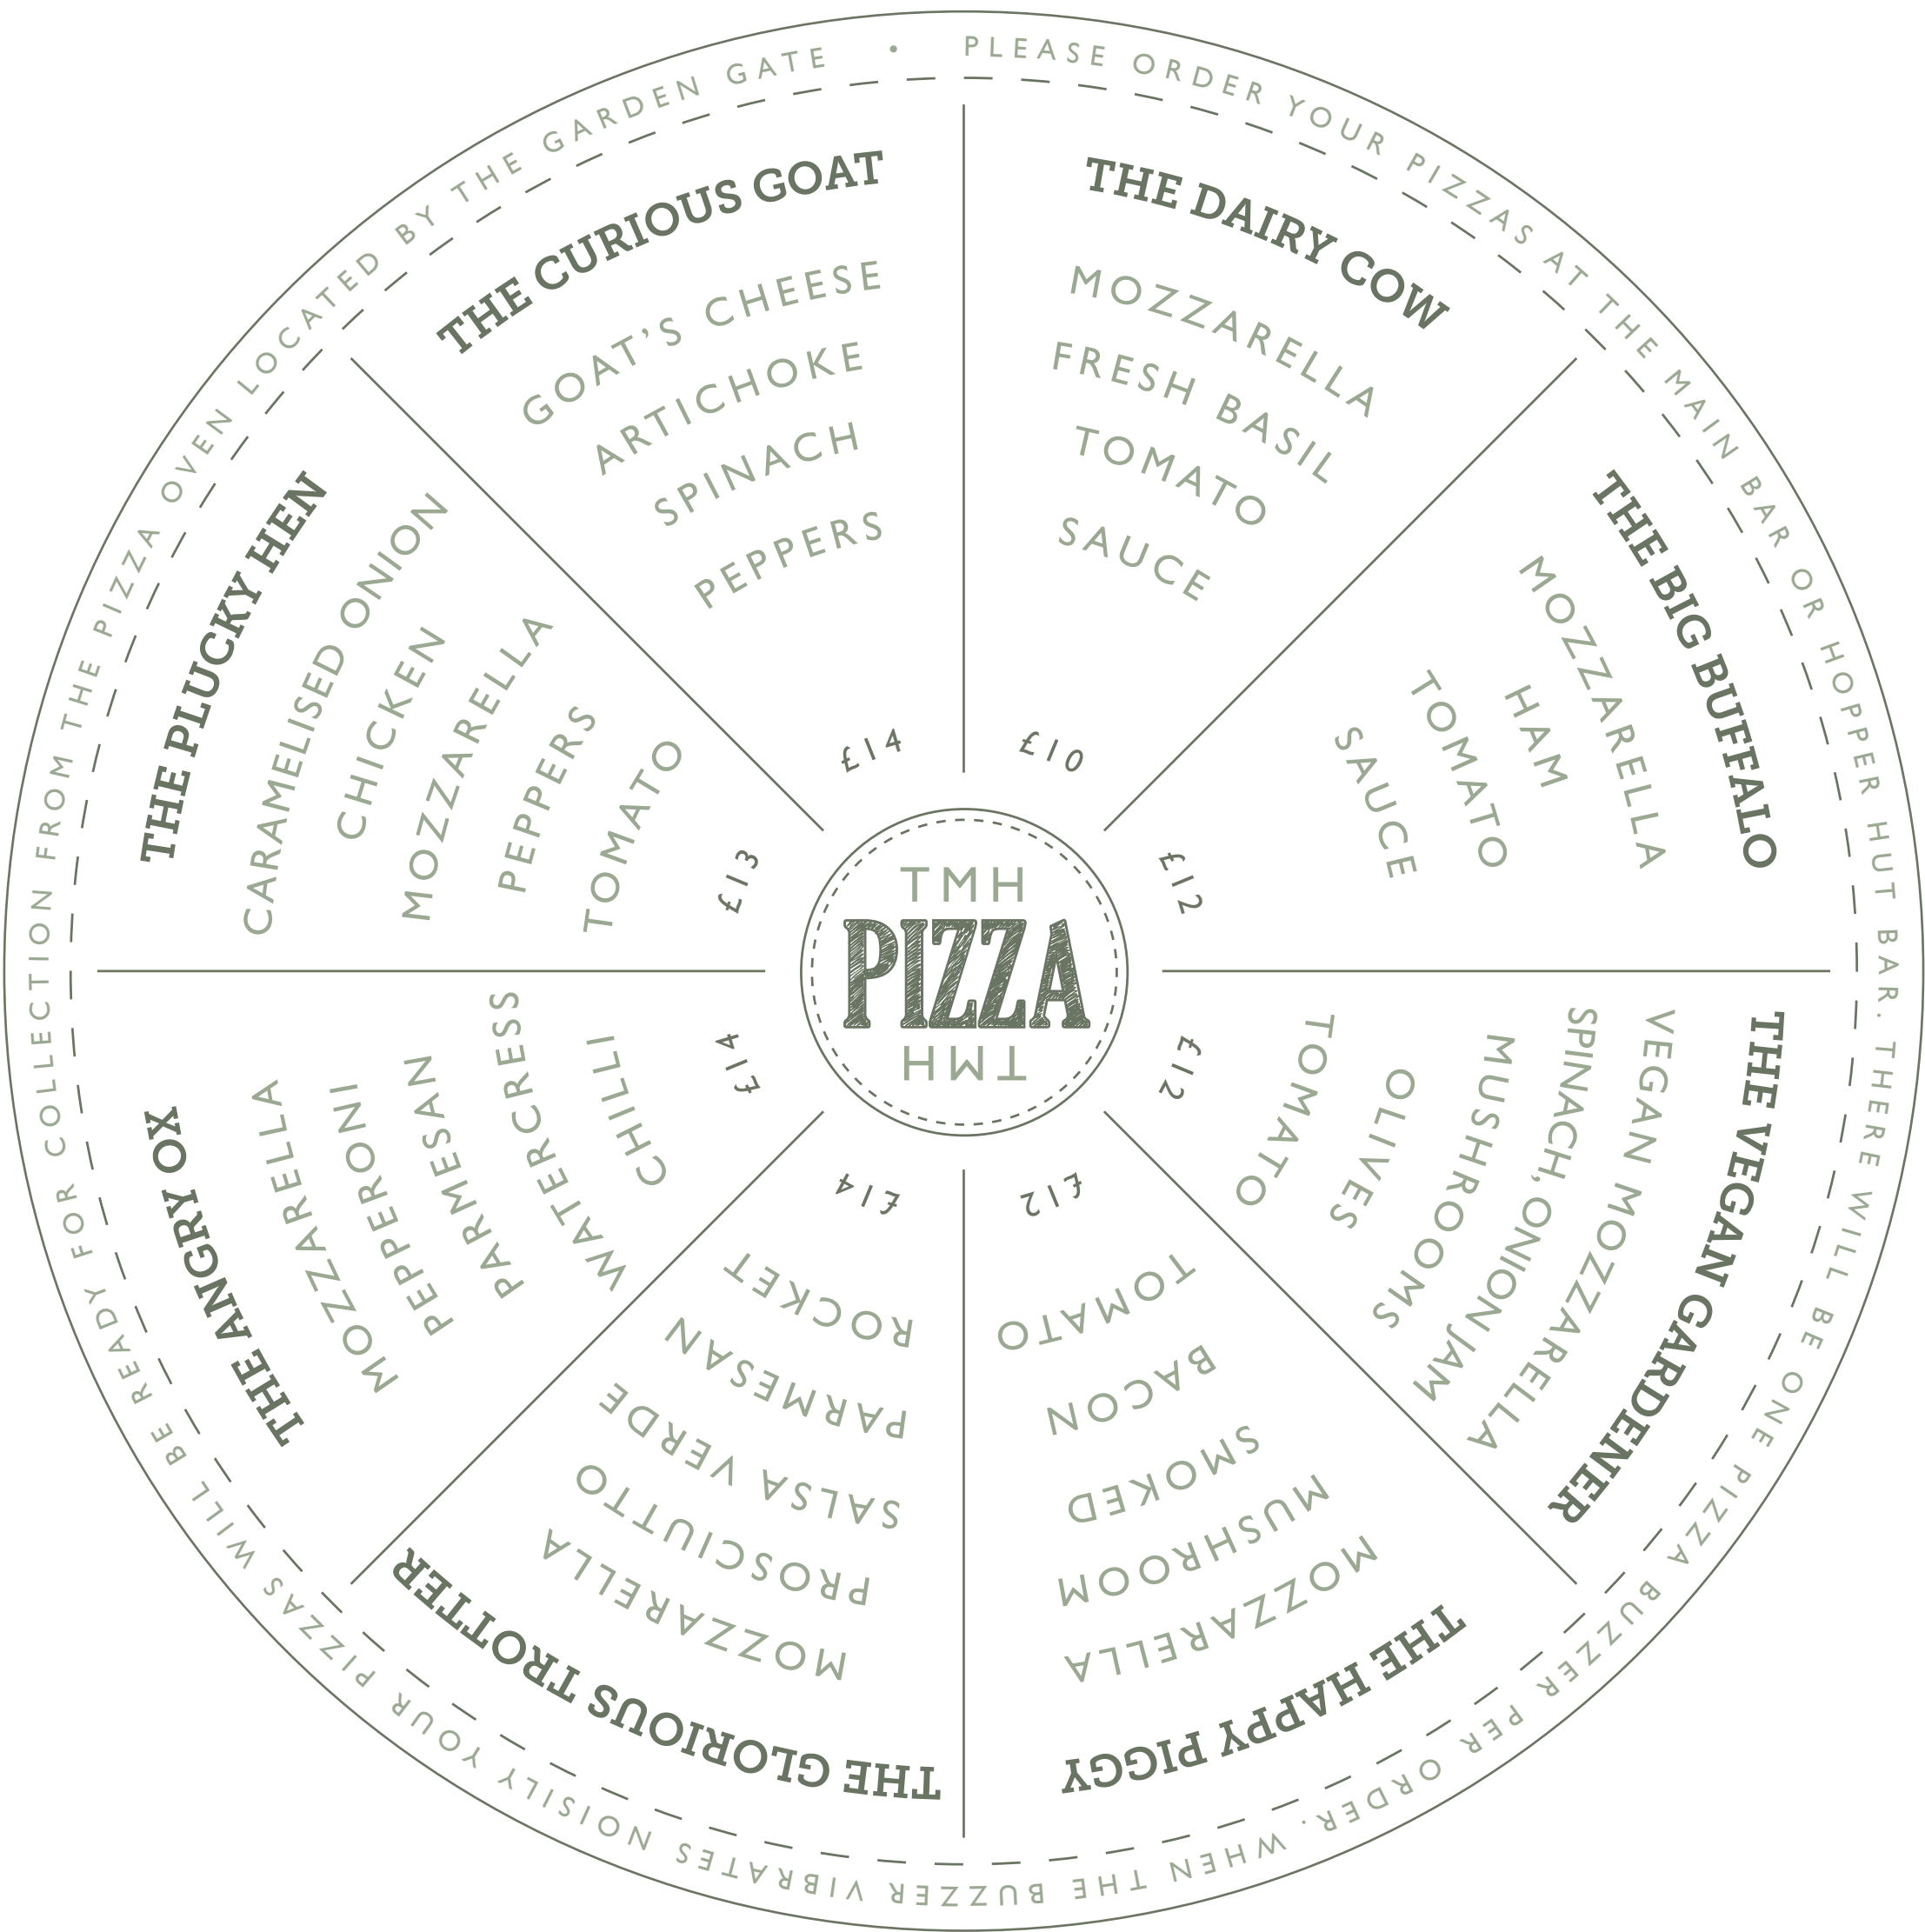 PLEASE ORDER YOUR PIZZAS AT THE MAIN BAR OR HOPPER HUT BAR. THERE WILL BE ONE PIZZA BUZZER PER ORDER. WHEN THE BUZZER VIBRATES NOISILY YOUR PIZZAS WILL BE READY FOR COLLECTION FROM THE PIZZA OVEN LOCATED BY THE GARDEN GATE •
THE DAIRY COW
MOZZARELLA
FRESH BASIL
TOMATO
SAUCE
£10
THE BIG BUFFALO
MOZZARELLA
HAM
TOMATO
SAUCE
£12
THE VEGAN GARDENER
VEGAN MOZZARELLA
SPINACH, ONION JAM
MUSHROOMS
OLIVES
TOMATO
£12
THE HAPPY PIGGY
MOZZARELLA
MUSHROOM
SMOKED
BACON
TOMATO
£12
THE GLORIOUS TROTTER
MOZZARELLA
PROSCIUTTO
SALSA VERDE
PARMESAN
ROCKET
£14
THE ANGRY OX
MOZZARELLA
PEPPERONI
PARMESAN
WATERCRESS
CHILLI
£14
THE PLUCKY HEN
CARAMELISED ONION
CHICKEN
MOZZARELLA
PEPPERS
TOMATO
£13
THE CURIOUS GOAT
GOAT'S CHEESE
ARTICHOKE
SPINACH
PEPPERS
£14
TMH
PIZZA
TMH